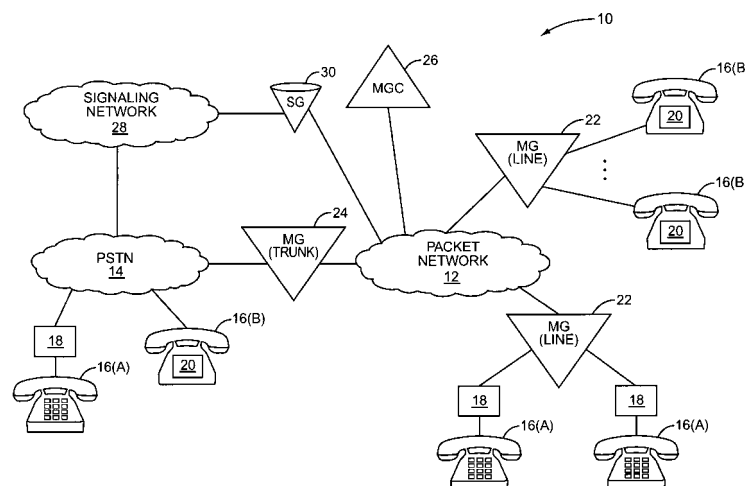 10
30
26
16(B
SIGNALING
NETWORK
28
SG
MGC
20
22
MG
(LINE)
16(B
20
24
MG
(TRUNK)
PSTN
14
PACKET
NETWORK
12
22
MG
(LINE)
16(B)
18
20
16(A)
18
18
16(A)
16(A)